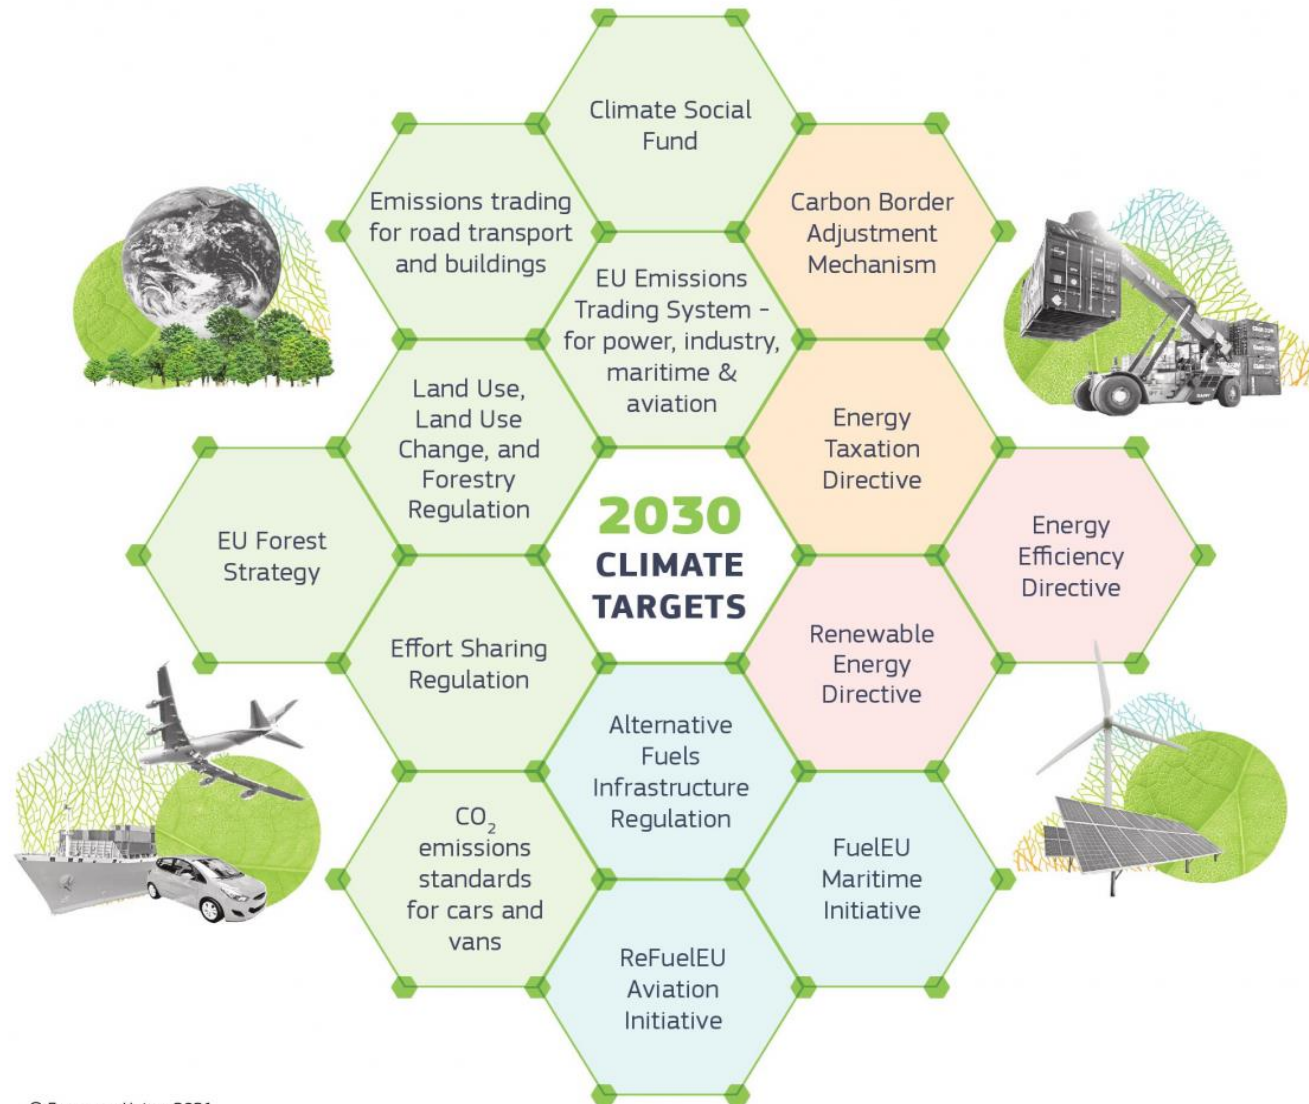 Climate Social
Fund
Emissions trading
for road transport
and buildings
Carbon Border
Adjustment
Mechanism
EU Emissions
Trading System -
for power, industry,
maritime &
aviation
Land Use,
Land Use
Change, and
Forestry
Regulation
Energy
Taxation
Directive
EU Forest
Strategy
2030
CLIMATE
TARGETS
Energy
Efficiency
Directive
Effort Sharing
Regulation
Renewable
Energy
Directive
Alternative
Fuels
Infrastructure
Regulation
CO₂
emissions
standards
for cars and
vans
FuelEU
Maritime
Initiative
ReFuelEU
Aviation
Initiative